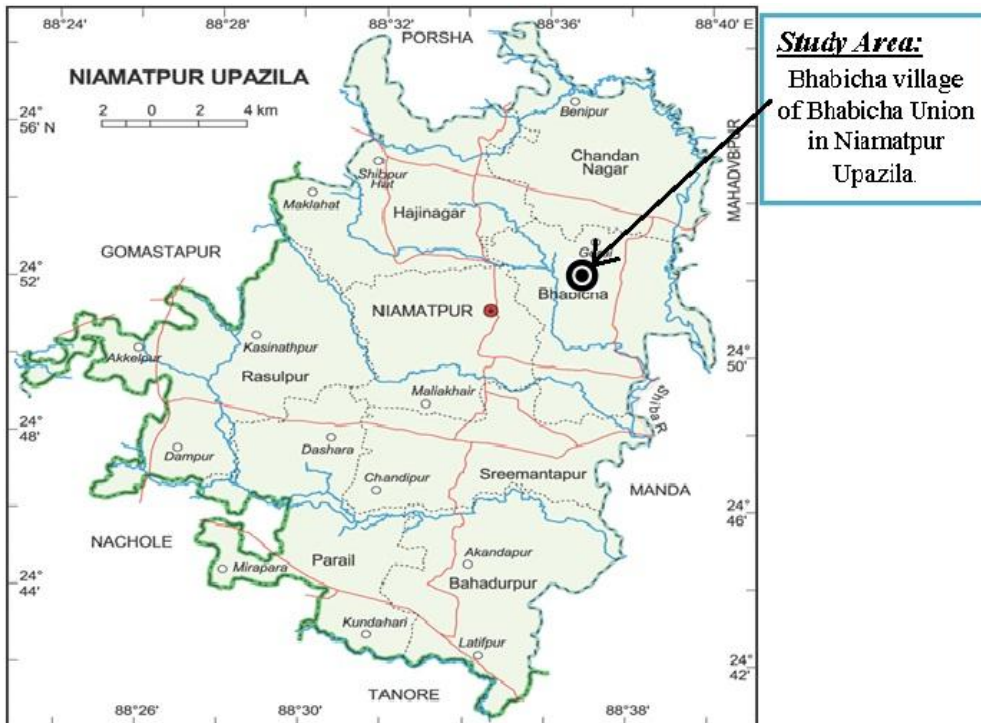 88°24'
88°28'
88°32'
88°36'
88°40' E
PORSHA
NIAMATPUR UPAZILA
2 0 2 4 km
Study Area:
Bhabicha village
of Bhabicha Union
in Niamatpur
Upazila.
24°
56' N
Benipur
Chandan
Nagar
MAHADVBPUR
Shibpur
Hat
Maklahat
Hajinagar
GOMASTAPUR
24°
52'
Bhabicha
NIAMATPUR
24°
50'
Akkelpur
Kasinathpur
Rasulpur
Maliakhair
Shiba R
24°
48'
Dampur
Dashara
Chandipur
Sreemantapur
MANDA
24°
46'
NACHOLE
Parail
Akandapur
Mirapara
Bahadurpur
24°
44'
Kundahari
Latifpur
24°
42'
TANORE
88°26'
88°30'
88°38'